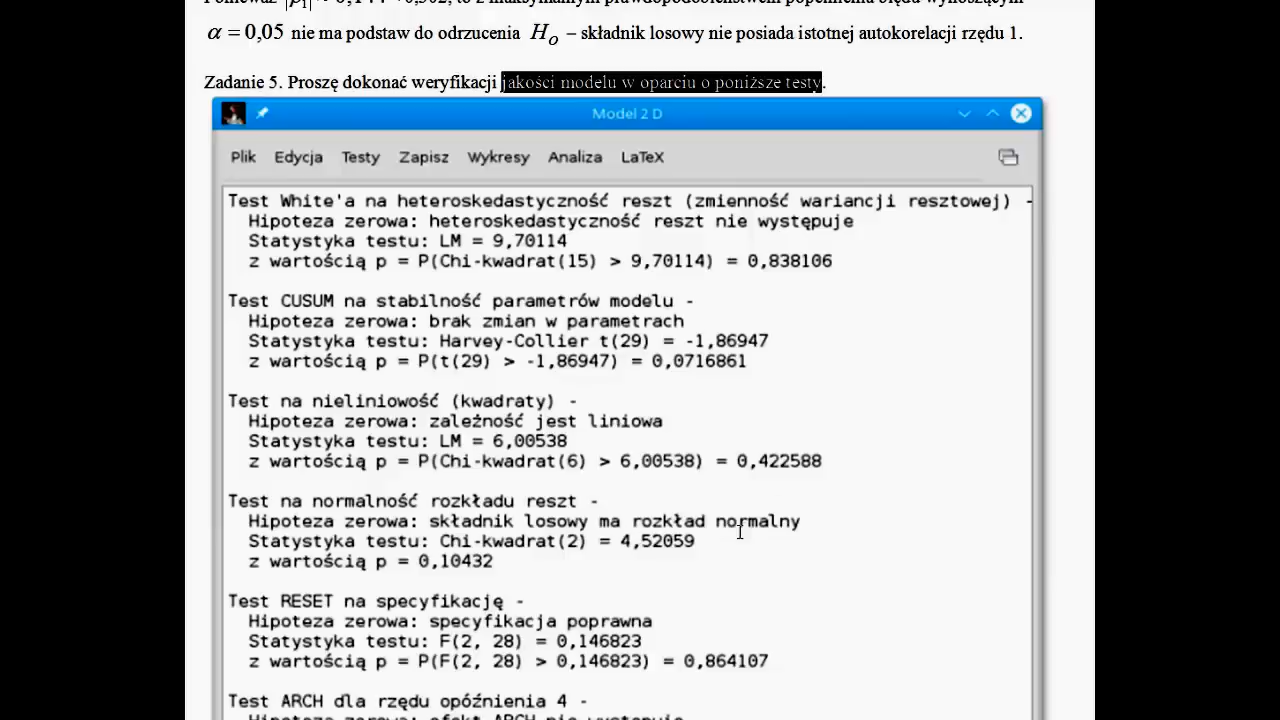 α = 0,05 nie ma podstaw do odrzucenia H₀ – składnik losowy nie posiada istotnej autokorelacji rzędu 1.
Zadanie 5. Proszę dokonać weryfikacji jakości modelu w oparciu o poniższe testy.
Model 2 D
Plik Edycja Testy Zapisz Wykresy Analiza LaTeX
Test White'a na heteroskedastyczność reszt (zmienność wariancji resztowej) -
Hipoteza zerowa: heteroskedastyczność reszt nie występuje
Statystyka testu: LM = 9,70114
z wartością p = P(Chi-kwadrat(15) > 9,70114) = 0,838106
Test CUSUM na stabilność parametrów modelu -
Hipoteza zerowa: brak zmian w parametrach
Statystyka testu: Harvey-Collier t(29) = -1,86947
z wartością p = P(t(29) > -1,86947) = 0,0716861
Test na nieliniowość (kwadraty) -
Hipoteza zerowa: zależność jest liniowa
Statystyka testu: LM = 6,00538
z wartością p = P(Chi-kwadrat(6) > 6,00538) = 0,422588
Test na normalność rozkładu reszt -
Hipoteza zerowa: składnik losowy ma rozkład normalny
Statystyka testu: Chi-kwadrat(2) = 4,52059
z wartością p = 0,10432
Test RESET na specyfikację -
Hipoteza zerowa: specyfikacja poprawna
Statystyka testu: F(2, 28) = 0,146823
z wartością p = P(F(2, 28) > 0,146823) = 0,864107
Test ARCH dla rzędu opóźnienia 4 -
Hipoteza zerowa: efekt ARCH nie występuje